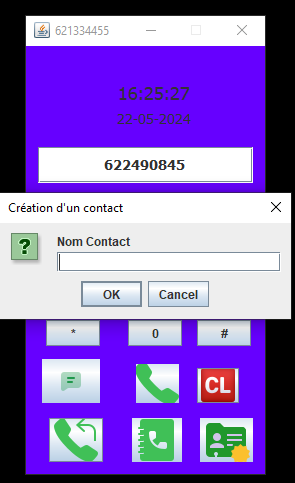 621334455
16:25:27
22-05-2024
622490845
Création d'un contact
?
Nom Contact
OK Cancel
* 0 #
CL